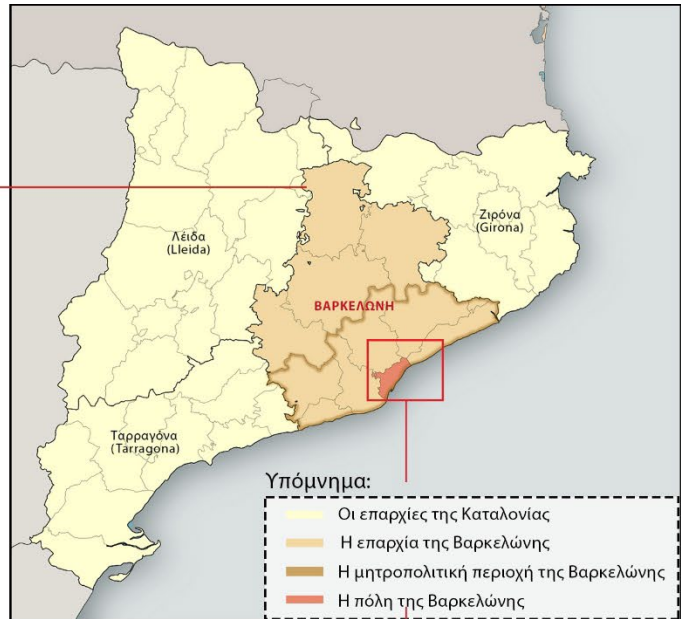 Ζιρόνα
(Girona)
Λέιδα
(Lleida)
ΒΑΡΚΕΛΩΝΗ
Ταρραγόνα
(Tarragona)
Υπόμνημα:
Οι επαρχίες της Καταλονίας
Η επαρχία της Βαρκελώνης
Η μητροπολιτική περιοχή της Βαρκελώνης
Η πόλη της Βαρκελώνης